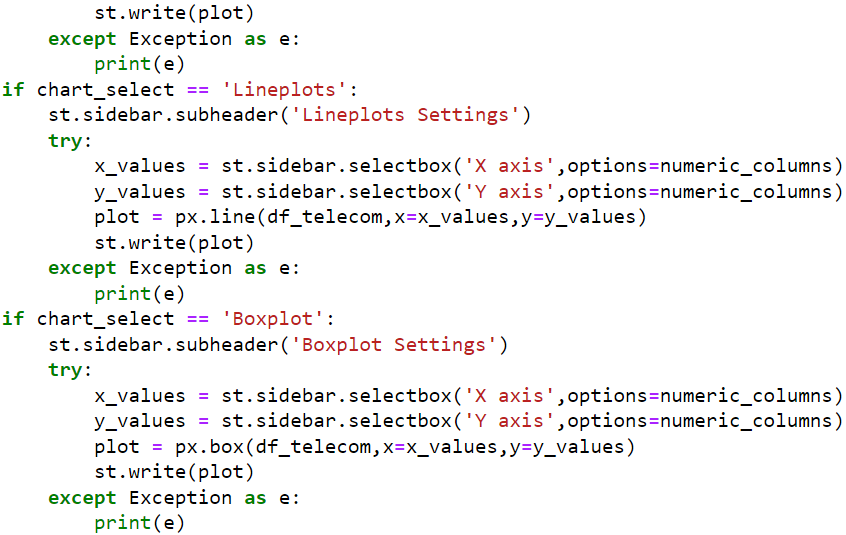 st.write(plot)
    except Exception as e:
        print(e)
if chart_select == 'Lineplots':
    st.sidebar.subheader('Lineplots Settings')
    try:
        x_values = st.sidebar.selectbox('X axis',options=numeric_columns)
        y_values = st.sidebar.selectbox('Y axis',options=numeric_columns)
        plot = px.line(df_telecom,x=x_values,y=y_values)
        st.write(plot)
    except Exception as e:
        print(e)
if chart_select == 'Boxplot':
    st.sidebar.subheader('Boxplot Settings')
    try:
        x_values = st.sidebar.selectbox('X axis',options=numeric_columns)
        y_values = st.sidebar.selectbox('Y axis',options=numeric_columns)
        plot = px.box(df_telecom,x=x_values,y=y_values)
        st.write(plot)
    except Exception as e:
        print(e)